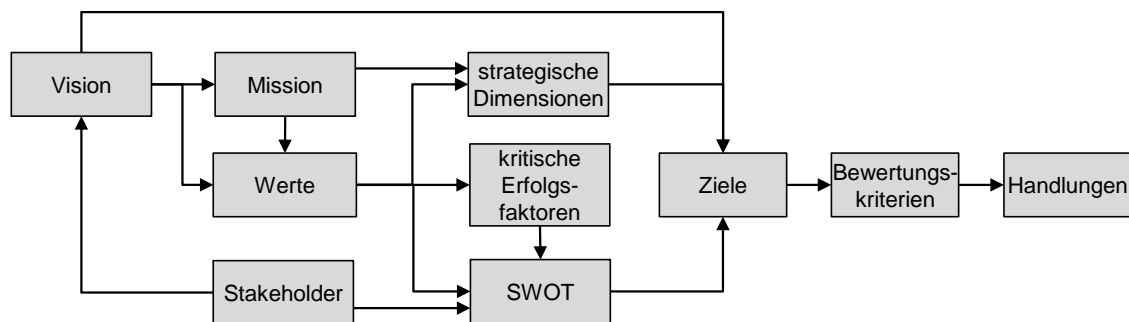 Vision
Mission
strategische
Dimensionen
Werte
kritische
Erfolgs-
faktoren
Ziele
Bewertungs-
kriterien
Handlungen
Stakeholder
SWOT